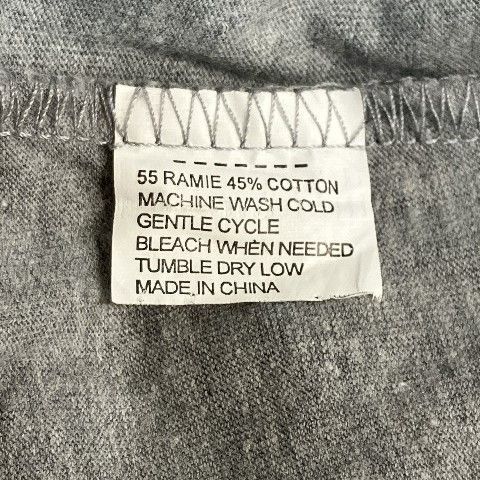 55 RAMIE 45% COTTON
MACHINE WASH COLD
GENTLE CYCLE
BLEACH WHEN NEEDED
TUMBLE DRY LOW
MADE IN CHINA